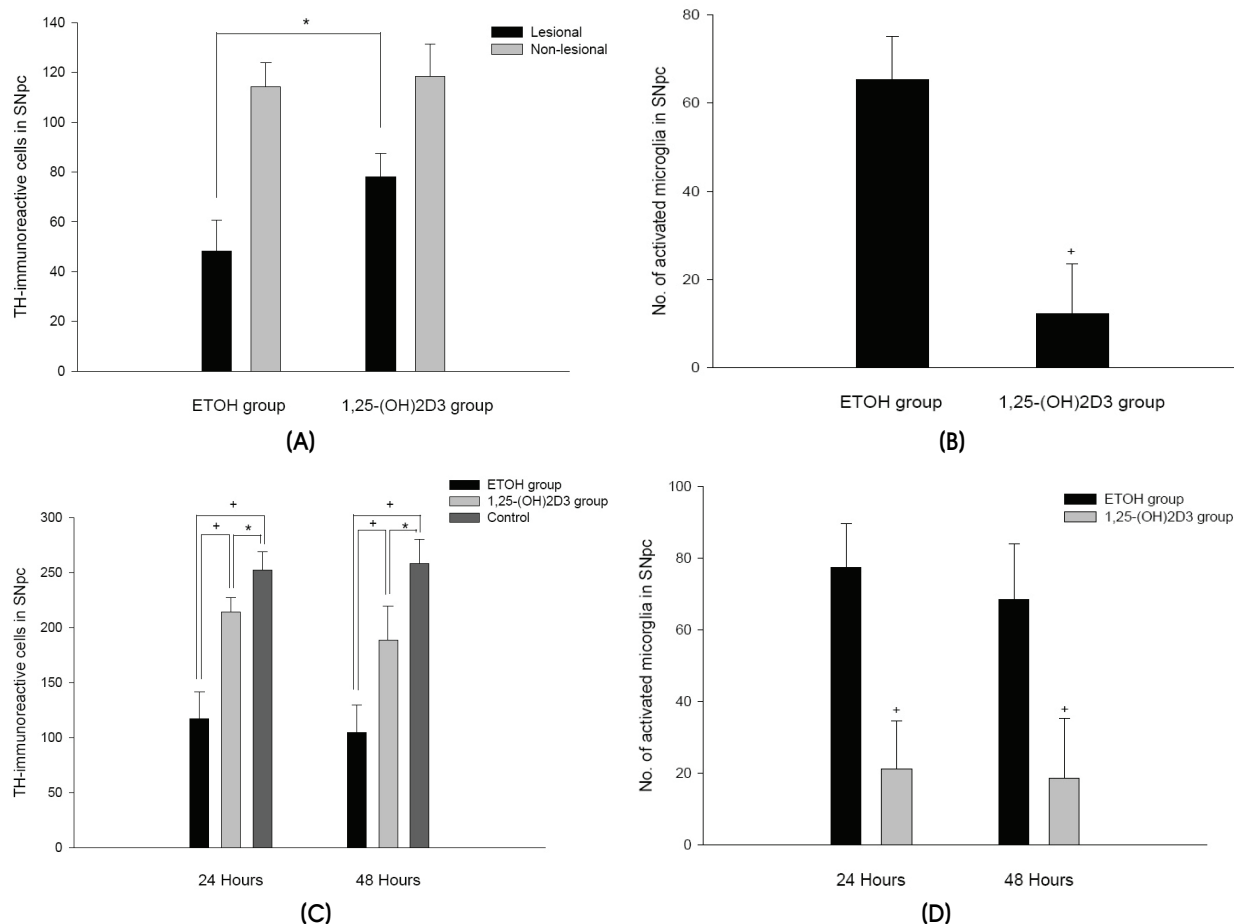 140
120
100
80
60
40
20
0
TH-immunoreactive cells in SNpc
*
Lesional
Non-lesional
ETOH group
1,25-(OH)2D3 group
(A)
80
60
40
20
0
No. of activated microglia in SNpc
+
ETOH group
1,25-(OH)2D3 group
(B)
ETOH group
1,25-(OH)2D3 group
Control
300
250
200
150
100
50
0
TH-immunoreactive cells in SNpc
+
+
*
+
+
*
24 Hours
48 Hours
(C)
100
80
60
40
20
0
No. of activated micorglia in SNpc
ETOH group
1,25-(OH)2D3 group
+
+
24 Hours
48 Hours
(D)